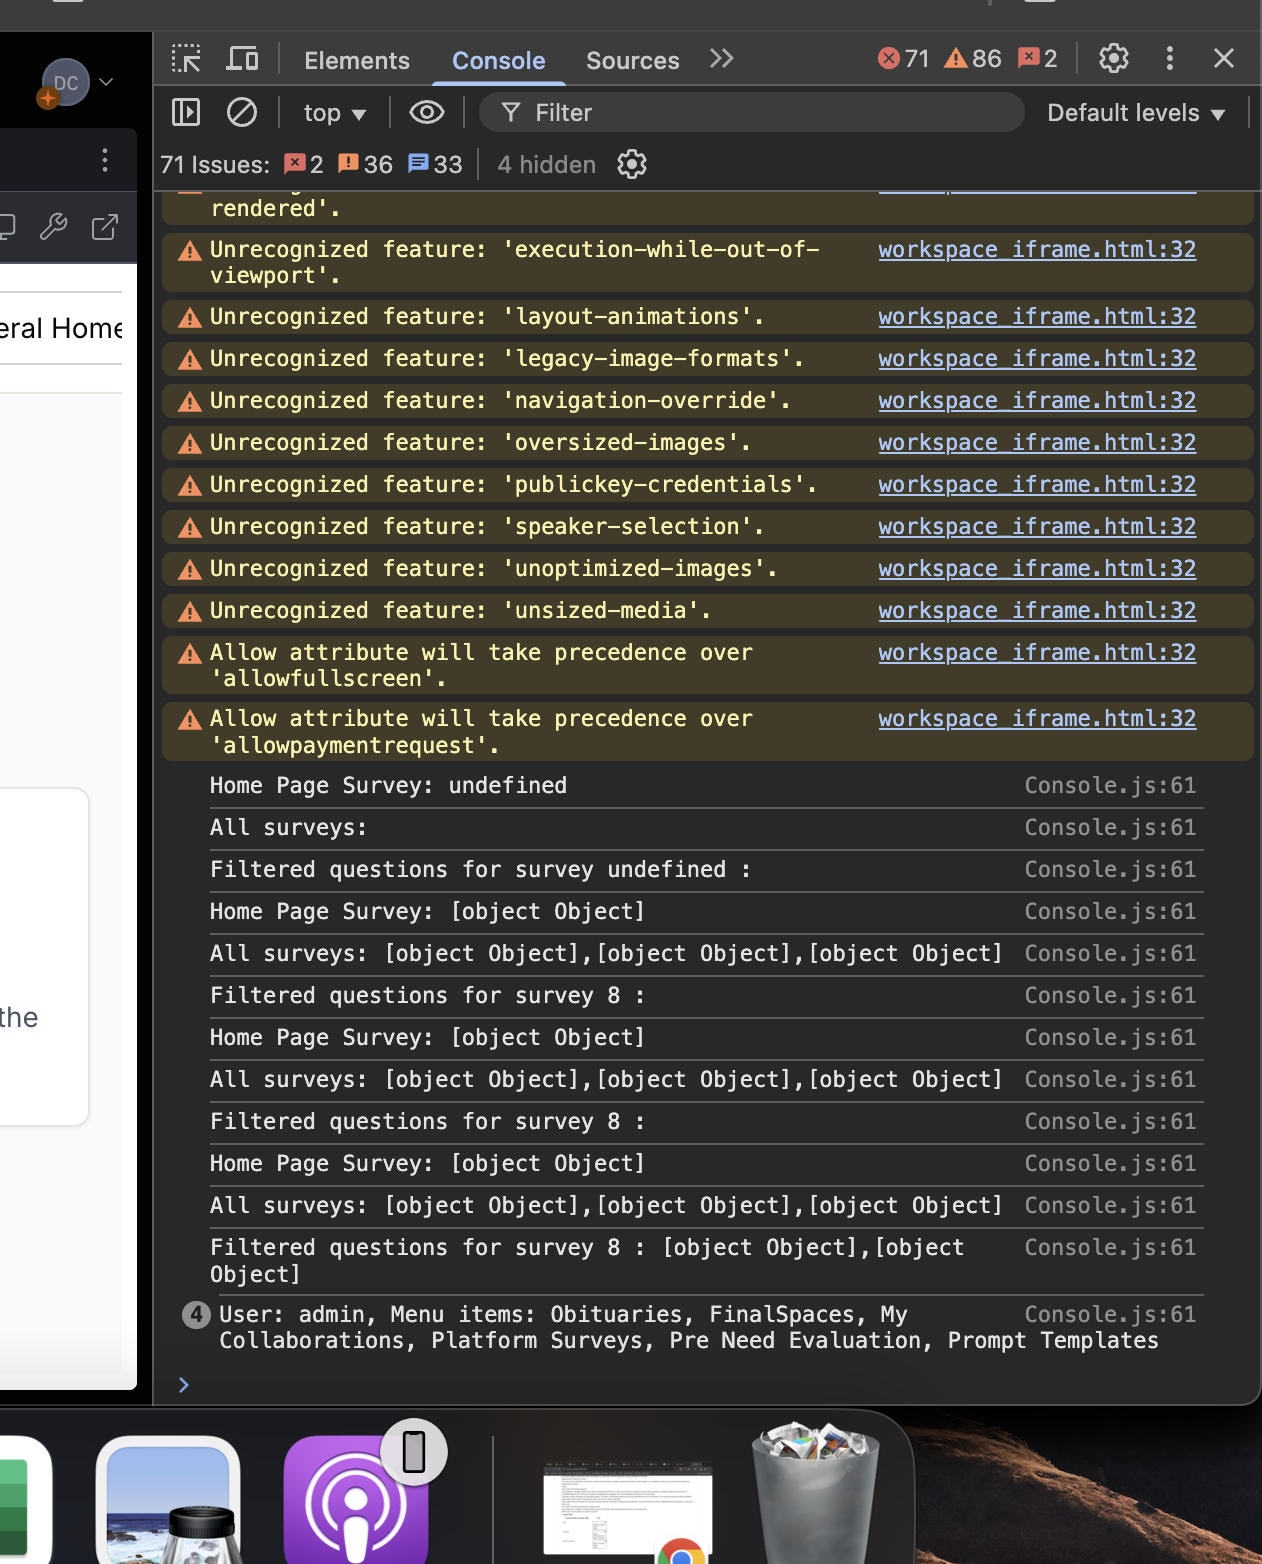 DC
Elements
Console
Sources
71
86
2
top
Filter
Default levels
71 Issues:
2
36
33
4 hidden
rendered'.
Unrecognized feature: 'execution-while-out-of-
viewport'.
workspace_iframe.html:32
Unrecognized feature: 'layout-animations'.
workspace_iframe.html:32
Unrecognized feature: 'legacy-image-formats'.
workspace_iframe.html:32
Unrecognized feature: 'navigation-override'.
workspace_iframe.html:32
Unrecognized feature: 'oversized-images'.
workspace_iframe.html:32
Unrecognized feature: 'publickey-credentials'.
workspace_iframe.html:32
Unrecognized feature: 'speaker-selection'.
workspace_iframe.html:32
Unrecognized feature: 'unoptimized-images'.
workspace_iframe.html:32
Unrecognized feature: 'unsized-media'.
workspace_iframe.html:32
Allow attribute will take precedence over
'allowfullscreen'.
workspace_iframe.html:32
Allow attribute will take precedence over
'allowpaymentrequest'.
workspace_iframe.html:32
Home Page Survey: undefined
Console.js:61
All surveys:
Console.js:61
Filtered questions for survey undefined :
Console.js:61
Home Page Survey: [object Object]
Console.js:61
All surveys: [object Object],[object Object],[object Object]
Console.js:61
Filtered questions for survey 8 :
Console.js:61
Home Page Survey: [object Object]
Console.js:61
All surveys: [object Object],[object Object],[object Object]
Console.js:61
Filtered questions for survey 8 :
Console.js:61
Home Page Survey: [object Object]
Console.js:61
All surveys: [object Object],[object Object],[object Object]
Console.js:61
Filtered questions for survey 8 : [object Object],[object
Object]
Console.js:61
4
User: admin, Menu items: Obituaries, FinalSpaces, My
Collaborations, Platform Surveys, Pre Need Evaluation, Prompt Templates
Console.js:61
eral Home
the